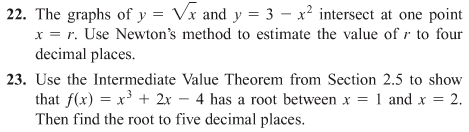 22. The graphs of y = √x and y = 3 − x² intersect at one point
x = r. Use Newton's method to estimate the value of r to four
decimal places.
23. Use the Intermediate Value Theorem from Section 2.5 to show
that f(x) = x³ + 2x − 4 has a root between x = 1 and x = 2.
Then find the root to five decimal places.